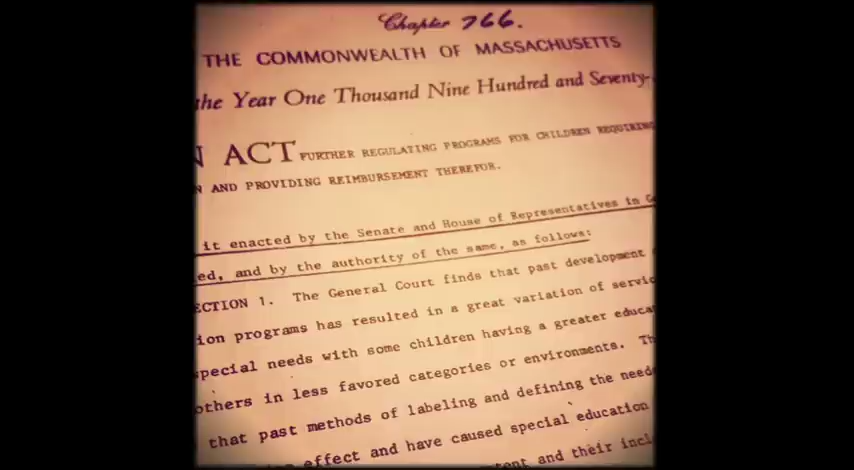 Chapter 766.
THE COMMONWEALTH OF MASSACHUSETTS
the Year One Thousand Nine Hundred and Seventy-
N ACT FURTHER REGULATING PROGRAMS FOR CHILDREN REQUIRING
N AND PROVIDING REIMBURSEMENT THEREFOR.
it enacted by the Senate and House of Representatives in G
ed, and by the authority of the same, as follows:
ECTION 1. The General Court finds that past development
ion programs has resulted in a great variation of servic
special needs with some children having a greater educa
others in less favored categories or environments. Th
that past methods of labeling and defining the need
effect and have caused special education
and their incl